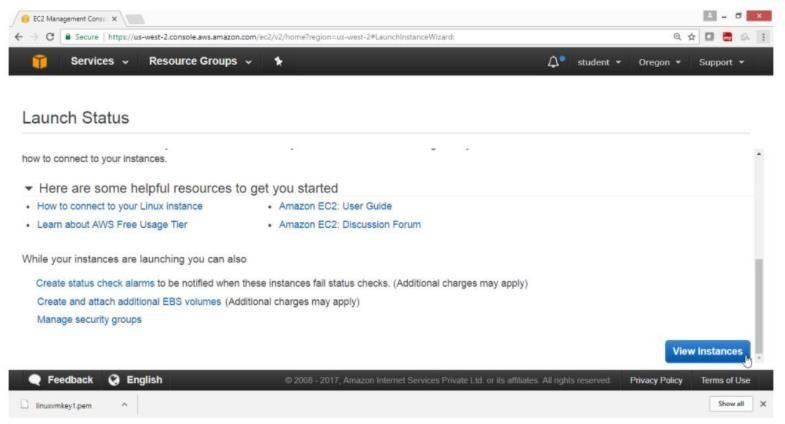 EC2 Management Conso
Secure | https://us-west-2.console.aws.amazon.com/ec2/v2/home?region=us-west-2#LaunchInstanceWizard:
Services Resource Groups student Oregon Support
Launch Status
how to connect to your instances.
Here are some helpful resources to get you started
• How to connect to your Linux instance • Amazon EC2: User Guide
• Learn about AWS Free Usage Tier • Amazon EC2: Discussion Forum
While your instances are launching you can also
Create status check alarms to be notified when these instances fail status checks. (Additional charges may apply)
Create and attach additional EBS volumes (Additional charges may apply)
Manage security groups
View Instances
Feedback English © 2008 - 2017, Amazon Internet Services Private Ltd. or its affiliates. All rights reserved. Privacy Policy Terms of Use
linuxvmkey1.pem Show all